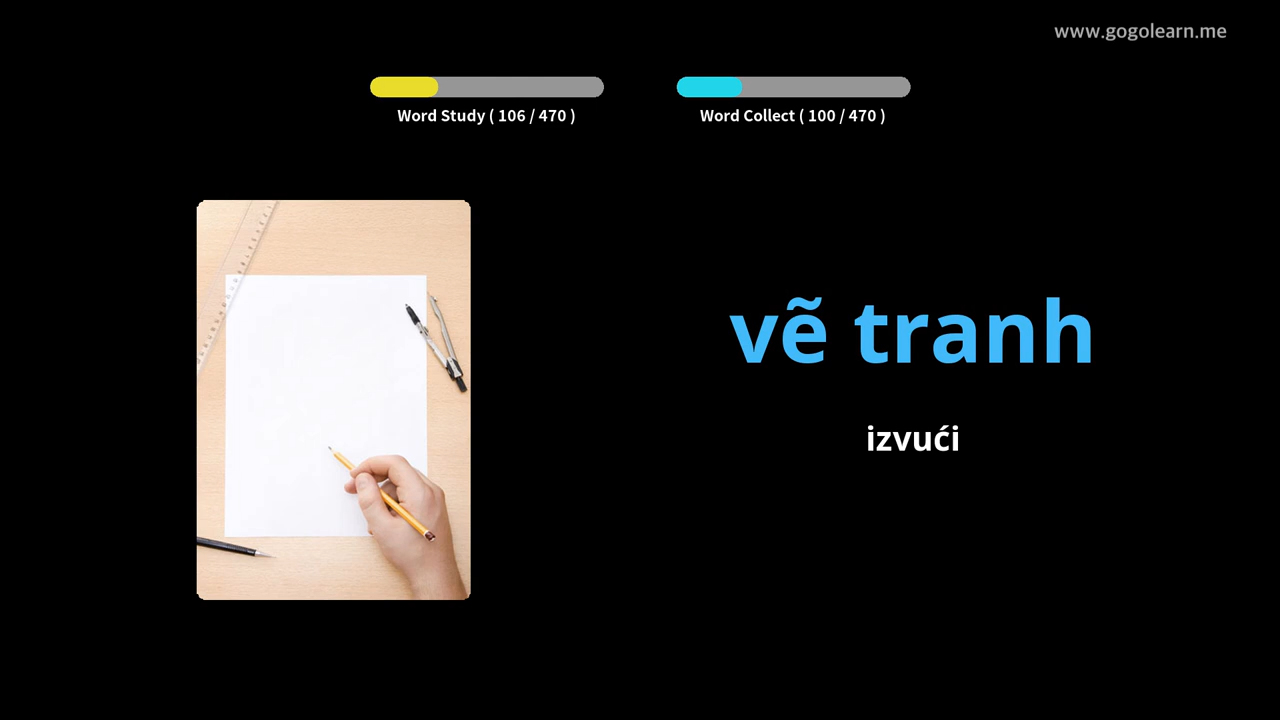 www.gogolearn.me
Word Study ( 106 / 470 )
Word Collect ( 100 / 470 )
vẽ tranh
izvući